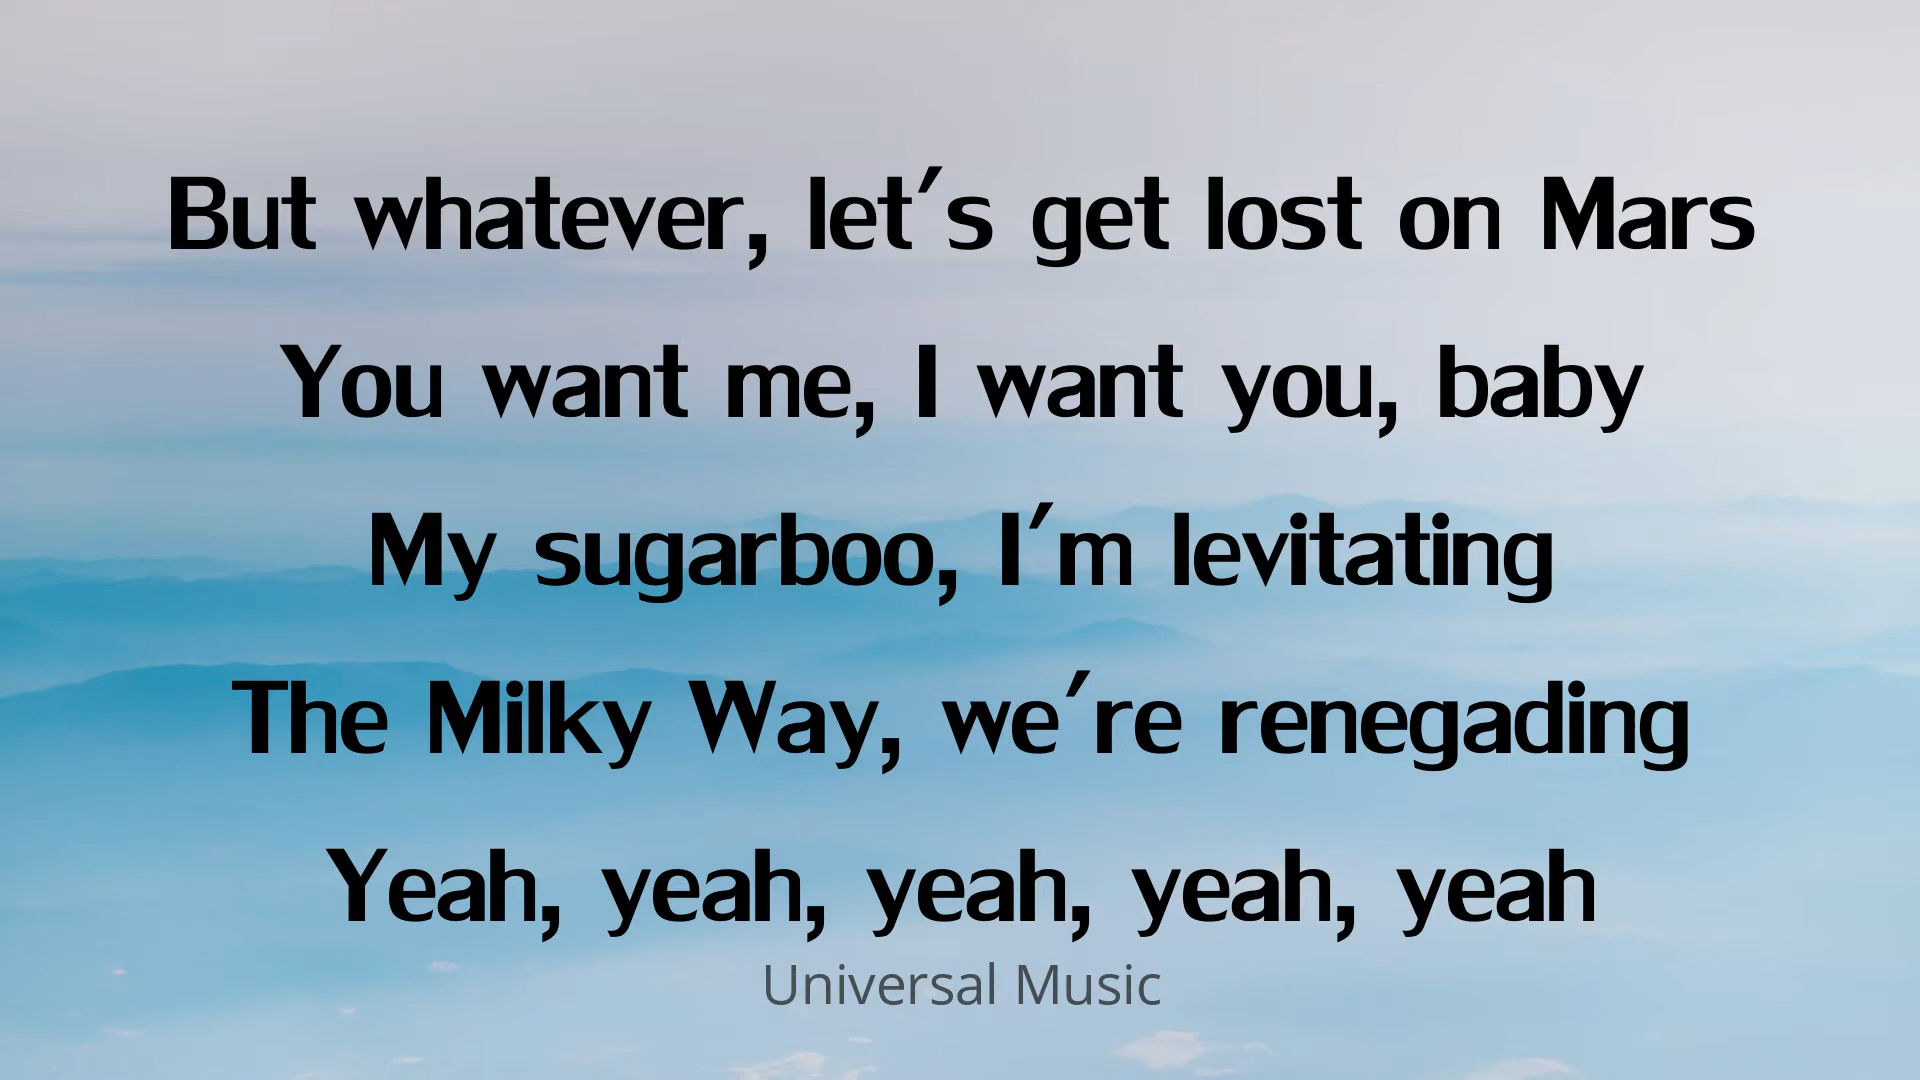 But whatever, let's get lost on Mars
You want me, I want you, baby
My sugarboo, I'm levitating
The Milky Way, we're renegading
Yeah, yeah, yeah, yeah, yeah
Universal Music